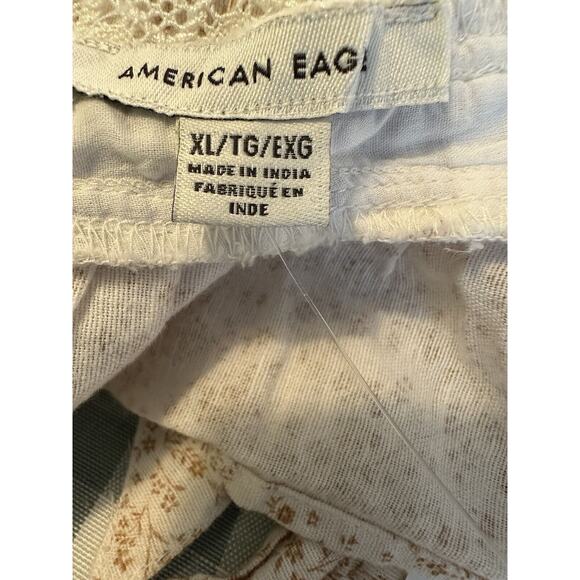 AMERICAN EAG
XL/TG/EXG
MADE IN INDIA
FABRIQUÉ EN
INDE